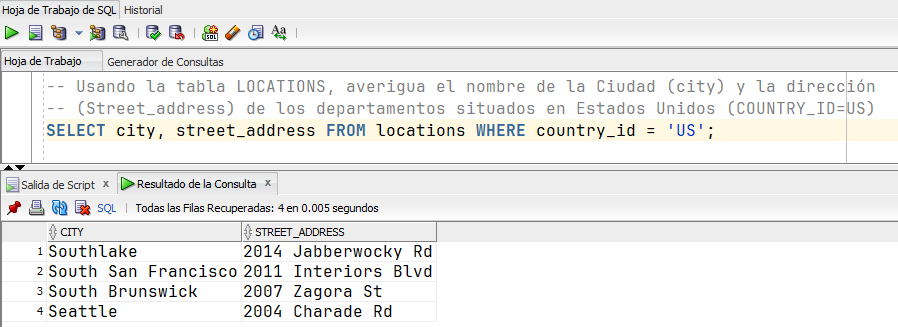 Hoja de Trabajo de SQL Historial
SQL
Aa
Hoja de Trabajo Generador de Consultas
-- Usando la tabla LOCATIONS, averigua el nombre de la Ciudad (city) y la dirección
-- (Street_address) de los departamentos situados en Estados Unidos (COUNTRY_ID=US)
SELECT city, street_address FROM locations WHERE country_id = 'US';
Salida de Script x Resultado de la Consulta x
SQL | Todas las Filas Recuperadas: 4 en 0.005 segundos
CITY STREET_ADDRESS
1 Southlake 2014 Jabberwocky Rd
2 South San Francisco 2011 Interiors Blvd
3 South Brunswick 2007 Zagora St
4 Seattle 2004 Charade Rd